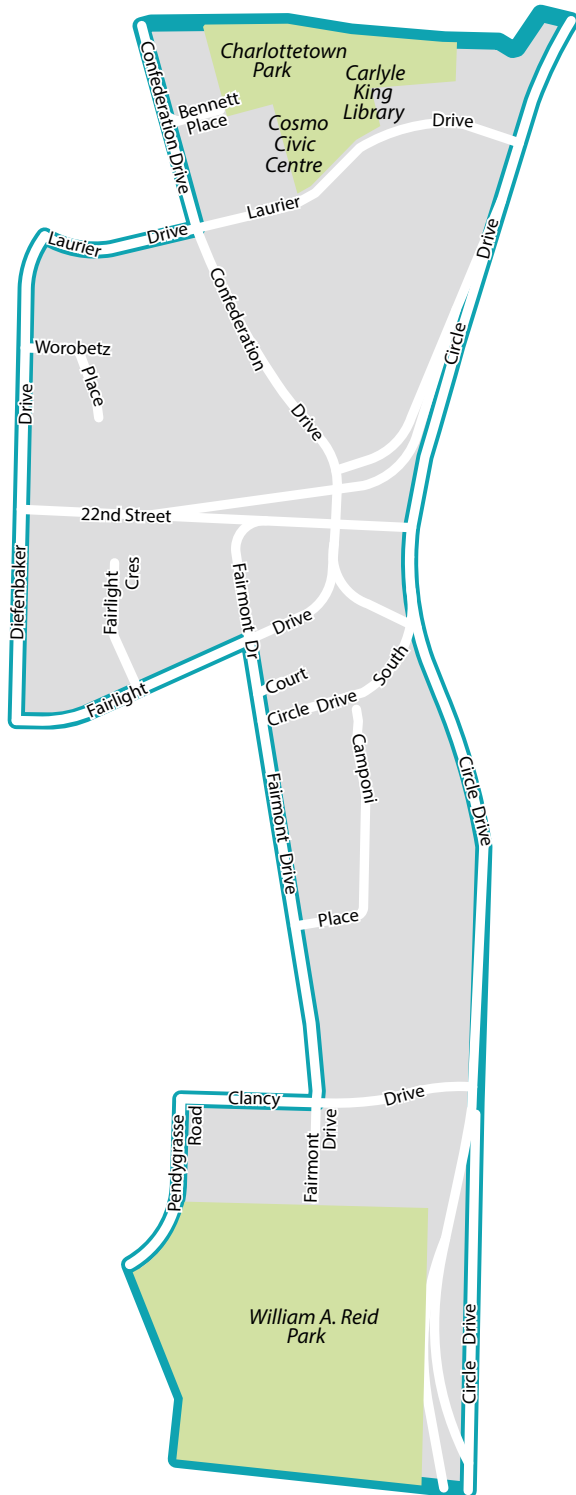 Charlottetown
Park
Carlyle
King
Library
Cosmo
Civic
Centre
Confederation Drive
Bennett
Place
Drive
Laurier
Laurier
Drive
Drive
Circle
Confederation
Drive
Worobetz
Place
Drive
Diefenbaker
22nd Street
Fairlight
Cres
Fairmont Dr
Drive
Fairlight
Court
Circle Drive
South
Camponi
Place
Fairmont Drive
Circle Drive
Clancy
Drive
Pendygrasse
Road
Fairmont
Drive
William A. Reid
Park
Circle Drive